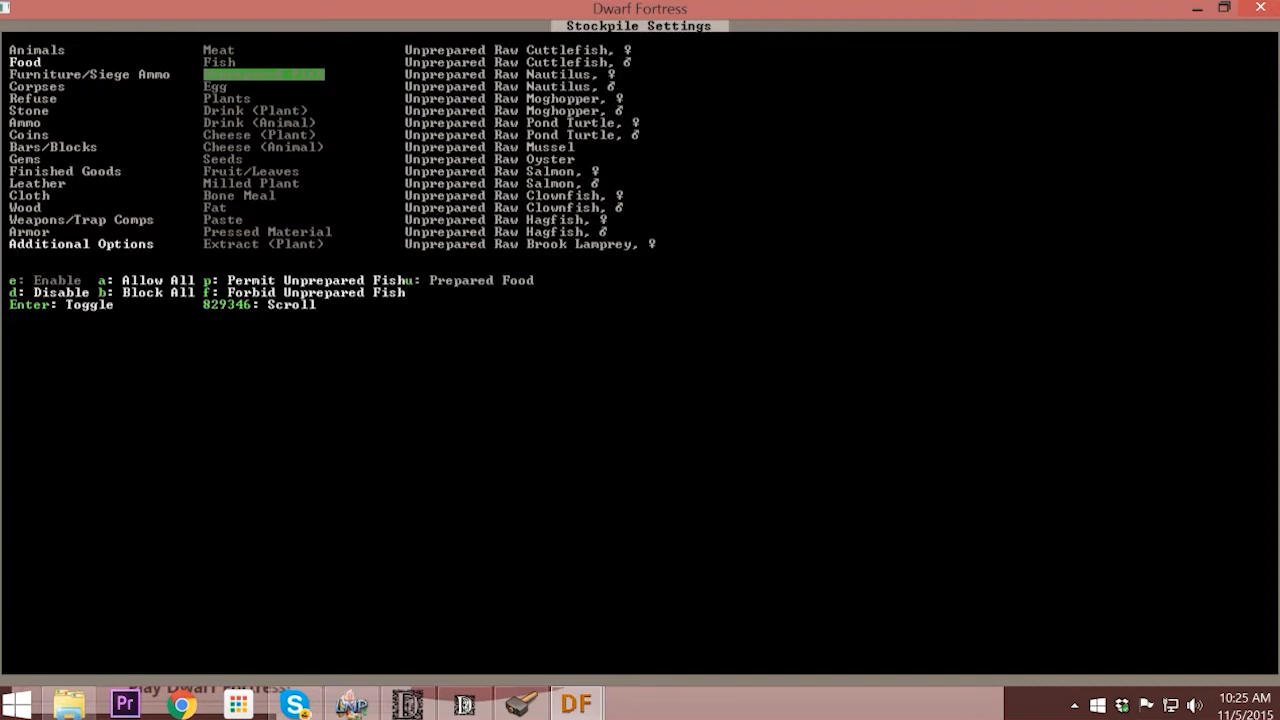 Dwarf Fortress
Stockpile Settings
Animals Meat Unprepared Raw Cuttlefish, ♀
Food Fish Unprepared Raw Cuttlefish, ♂
Furniture/Siege Ammo Unprepared Raw Nautilus, ♀
Corpses Egg Unprepared Raw Nautilus, ♂
Refuse Plants Unprepared Raw Moghopper, ♀
Stone Drink (Plant) Unprepared Raw Moghopper, ♂
Ammo Drink (Animal) Unprepared Raw Pond Turtle, ♀
Coins Cheese (Plant) Unprepared Raw Pond Turtle, ♂
Bars/Blocks Cheese (Animal) Unprepared Raw Mussel
Gems Seeds Unprepared Raw Oyster
Finished Goods Fruit/Leaves Unprepared Raw Salmon, ♀
Leather Milled Plant Unprepared Raw Salmon, ♂
Cloth Bone Meal Unprepared Raw Clownfish, ♀
Wood Fat Unprepared Raw Clownfish, ♂
Weapons/Trap Comps Paste Unprepared Raw Hagfish, ♀
Armor Pressed Material Unprepared Raw Hagfish, ♂
Additional Options Extract (Plant) Unprepared Raw Brook Lamprey, ♀
e: Enable a: Allow All p: Permit Unprepared Fishu: Prepared Food
d: Disable b: Block All f: Forbid Unprepared Fish
Enter: Toggle 829346: Scroll
Play Dwarf Fortress
Pr
LNP
DF
10:25 AM
11/5/2015